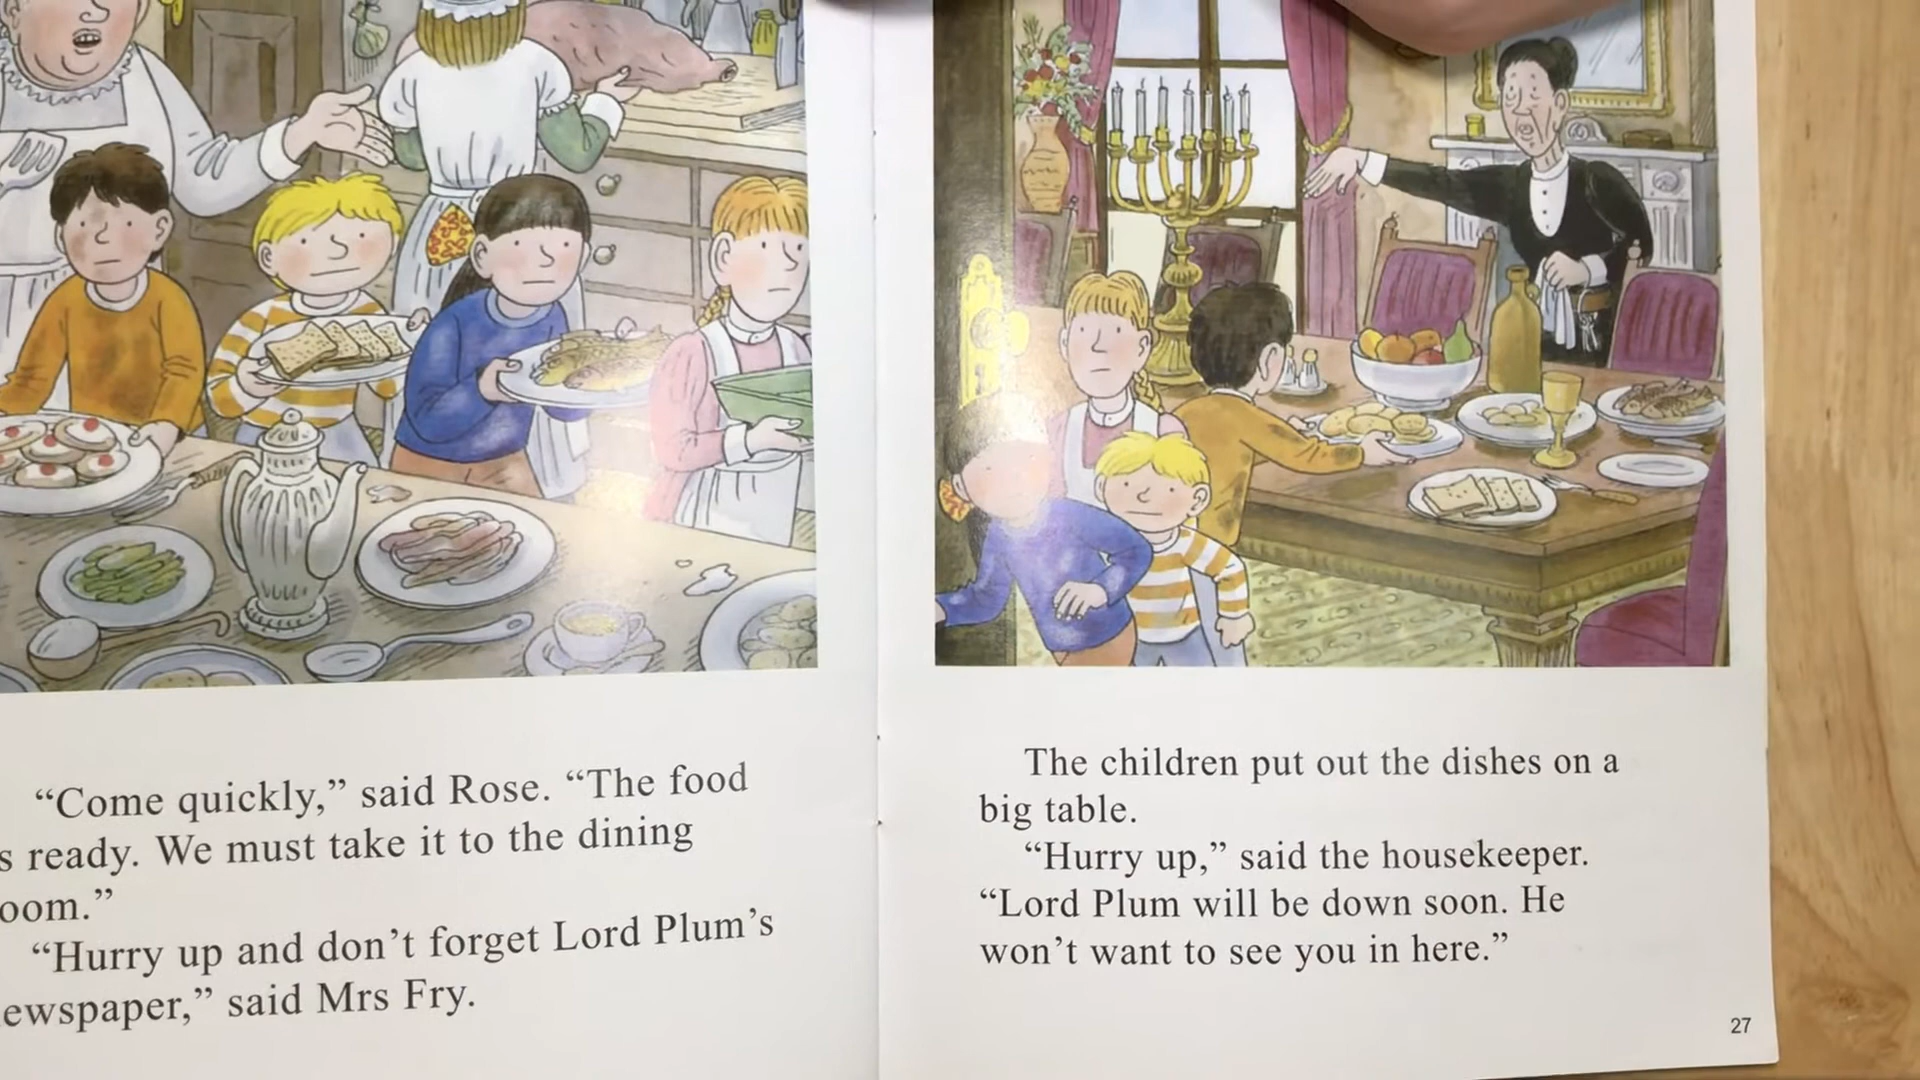 “Come quickly,” said Rose. “The food
s ready. We must take it to the dining
oom.”
“Hurry up and don’t forget Lord Plum’s
ewspaper,” said Mrs Fry.
The children put out the dishes on a
big table.
“Hurry up,” said the housekeeper.
“Lord Plum will be down soon. He
won’t want to see you in here.”
27